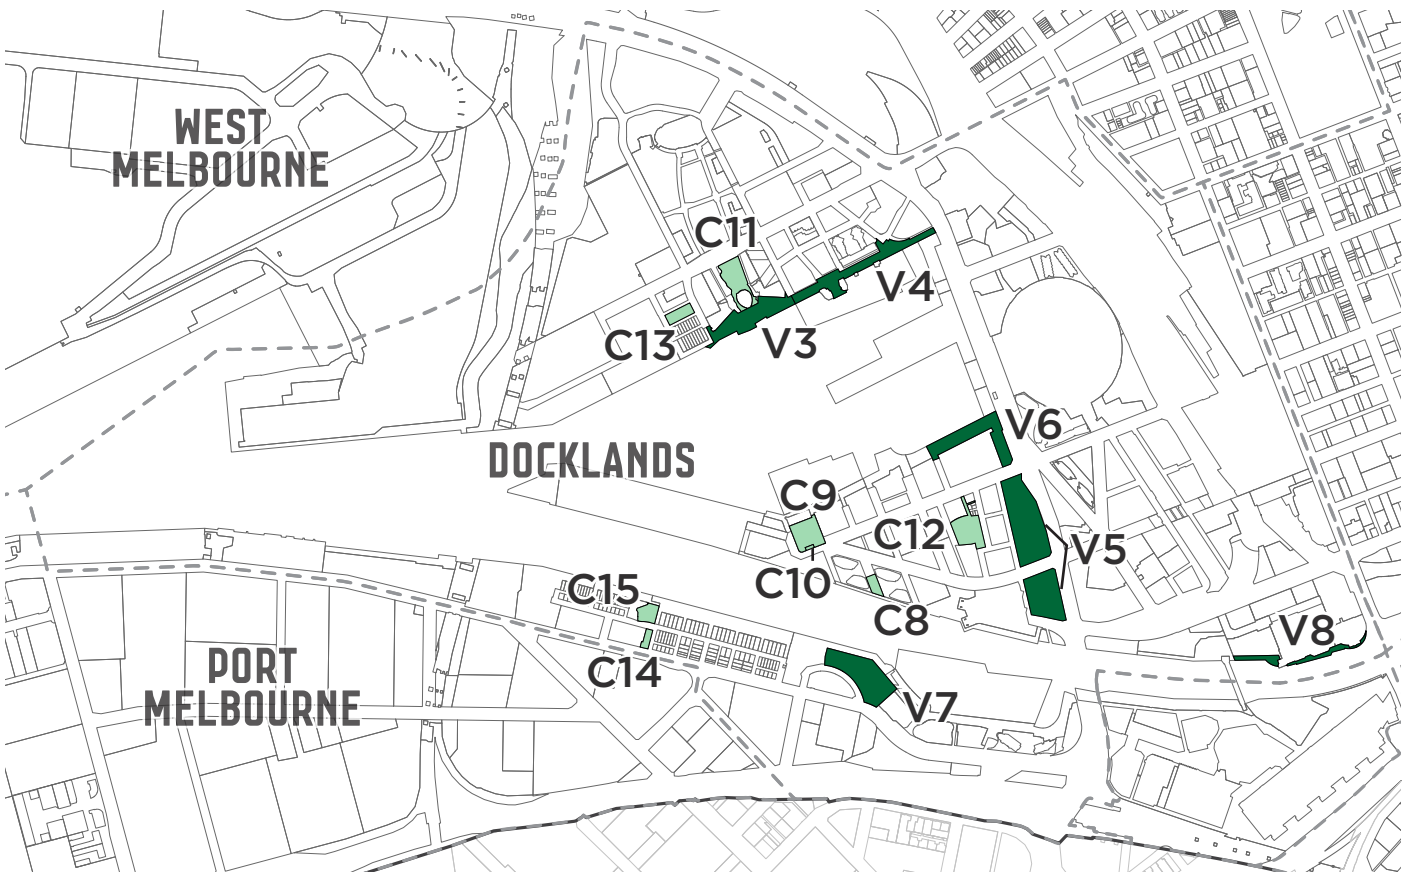 WEST
MELBOURNE
C11
V4
C13
V3
V6
DOCKLANDS
C9
C12
V5
C10
C15
C8
V8
C14
PORT
MELBOURNE
V7